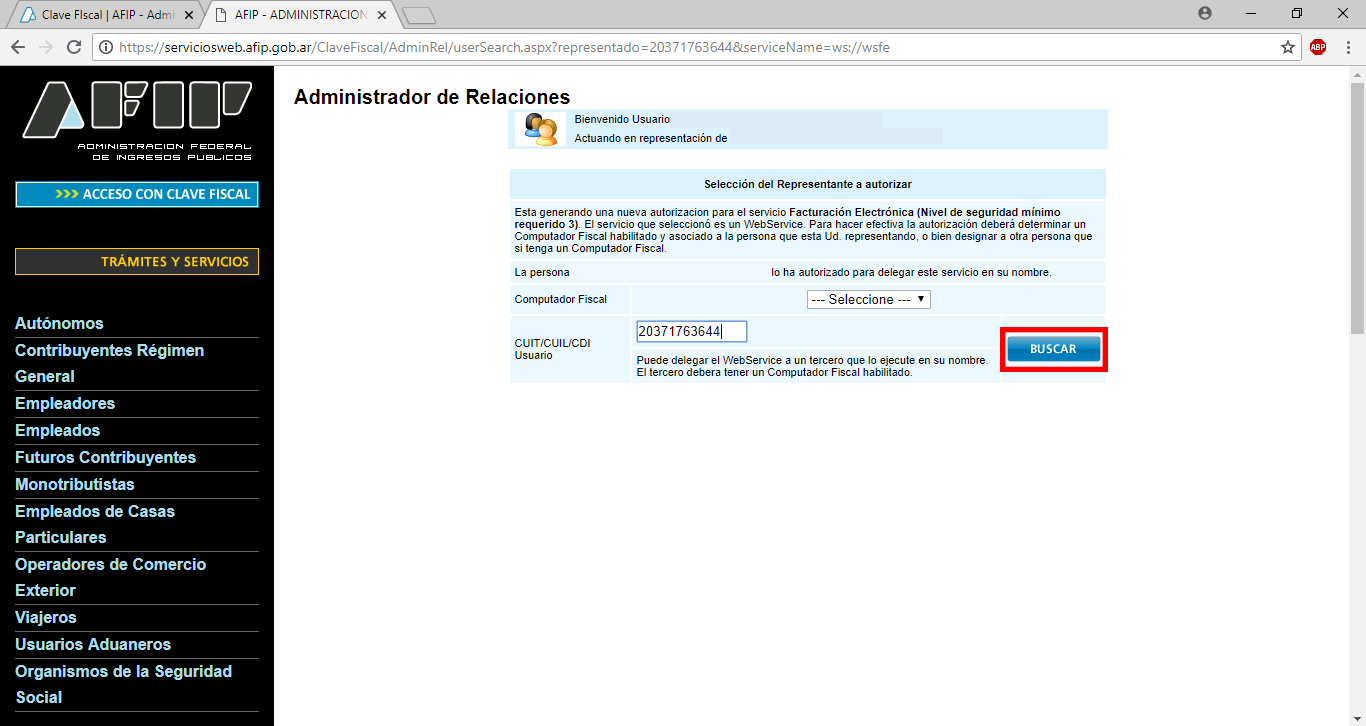 Clave FIscal | AFIP - Admi
AFIP - ADMINISTRACION
https://serviciosweb.afip.gob.ar/ClaveFiscal/AdminRel/userSearch.aspx?representado=20371763644&serviceName=ws://wsfe
ABP
AFIP
ADMINISTRACION FEDERAL
DE INGRESOS PUBLICOS
>>> ACCESO CON CLAVE FISCAL
TRÁMITES Y SERVICIOS
Autónomos
Contribuyentes Régimen
General
Empleadores
Empleados
Futuros Contribuyentes
Monotributistas
Empleados de Casas
Particulares
Operadores de Comercio
Exterior
Viajeros
Usuarios Aduaneros
Organismos de la Seguridad
Social
Administrador de Relaciones
Bienvenido Usuario
Actuando en representación de
Selección del Representante a autorizar
Esta generando una nueva autorizacion para el servicio Facturación Electrónica (Nivel de seguridad mínimo
requerido 3). El servicio que seleccionó es un WebService. Para hacer efectiva la autorización deberá determinar un
Computador Fiscal habilitado y asociado a la persona que esta Ud. representando, o bien designar a otra persona que
si tenga un Computador Fiscal.
La persona lo ha autorizado para delegar este servicio en su nombre.
Computador Fiscal --- Seleccione ---
CUIT/CUIL/CDI
Usuario
20371763644
Puede delegar el WebService a un tercero que lo ejecute en su nombre.
El tercero debera tener un Computador Fiscal habilitado.
BUSCAR